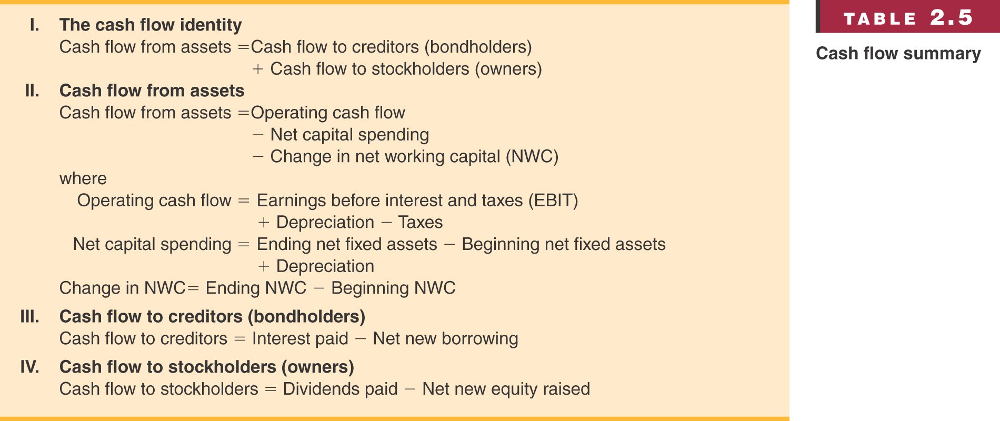 I. The cash flow identity
Cash flow from assets =Cash flow to creditors (bondholders)
+ Cash flow to stockholders (owners)
II. Cash flow from assets
Cash flow from assets =Operating cash flow
− Net capital spending
− Change in net working capital (NWC)
where
Operating cash flow = Earnings before interest and taxes (EBIT)
+ Depreciation − Taxes
Net capital spending = Ending net fixed assets − Beginning net fixed assets
+ Depreciation
Change in NWC= Ending NWC − Beginning NWC
III. Cash flow to creditors (bondholders)
Cash flow to creditors = Interest paid − Net new borrowing
IV. Cash flow to stockholders (owners)
Cash flow to stockholders = Dividends paid − Net new equity raised
TABLE 2.5
Cash flow summary